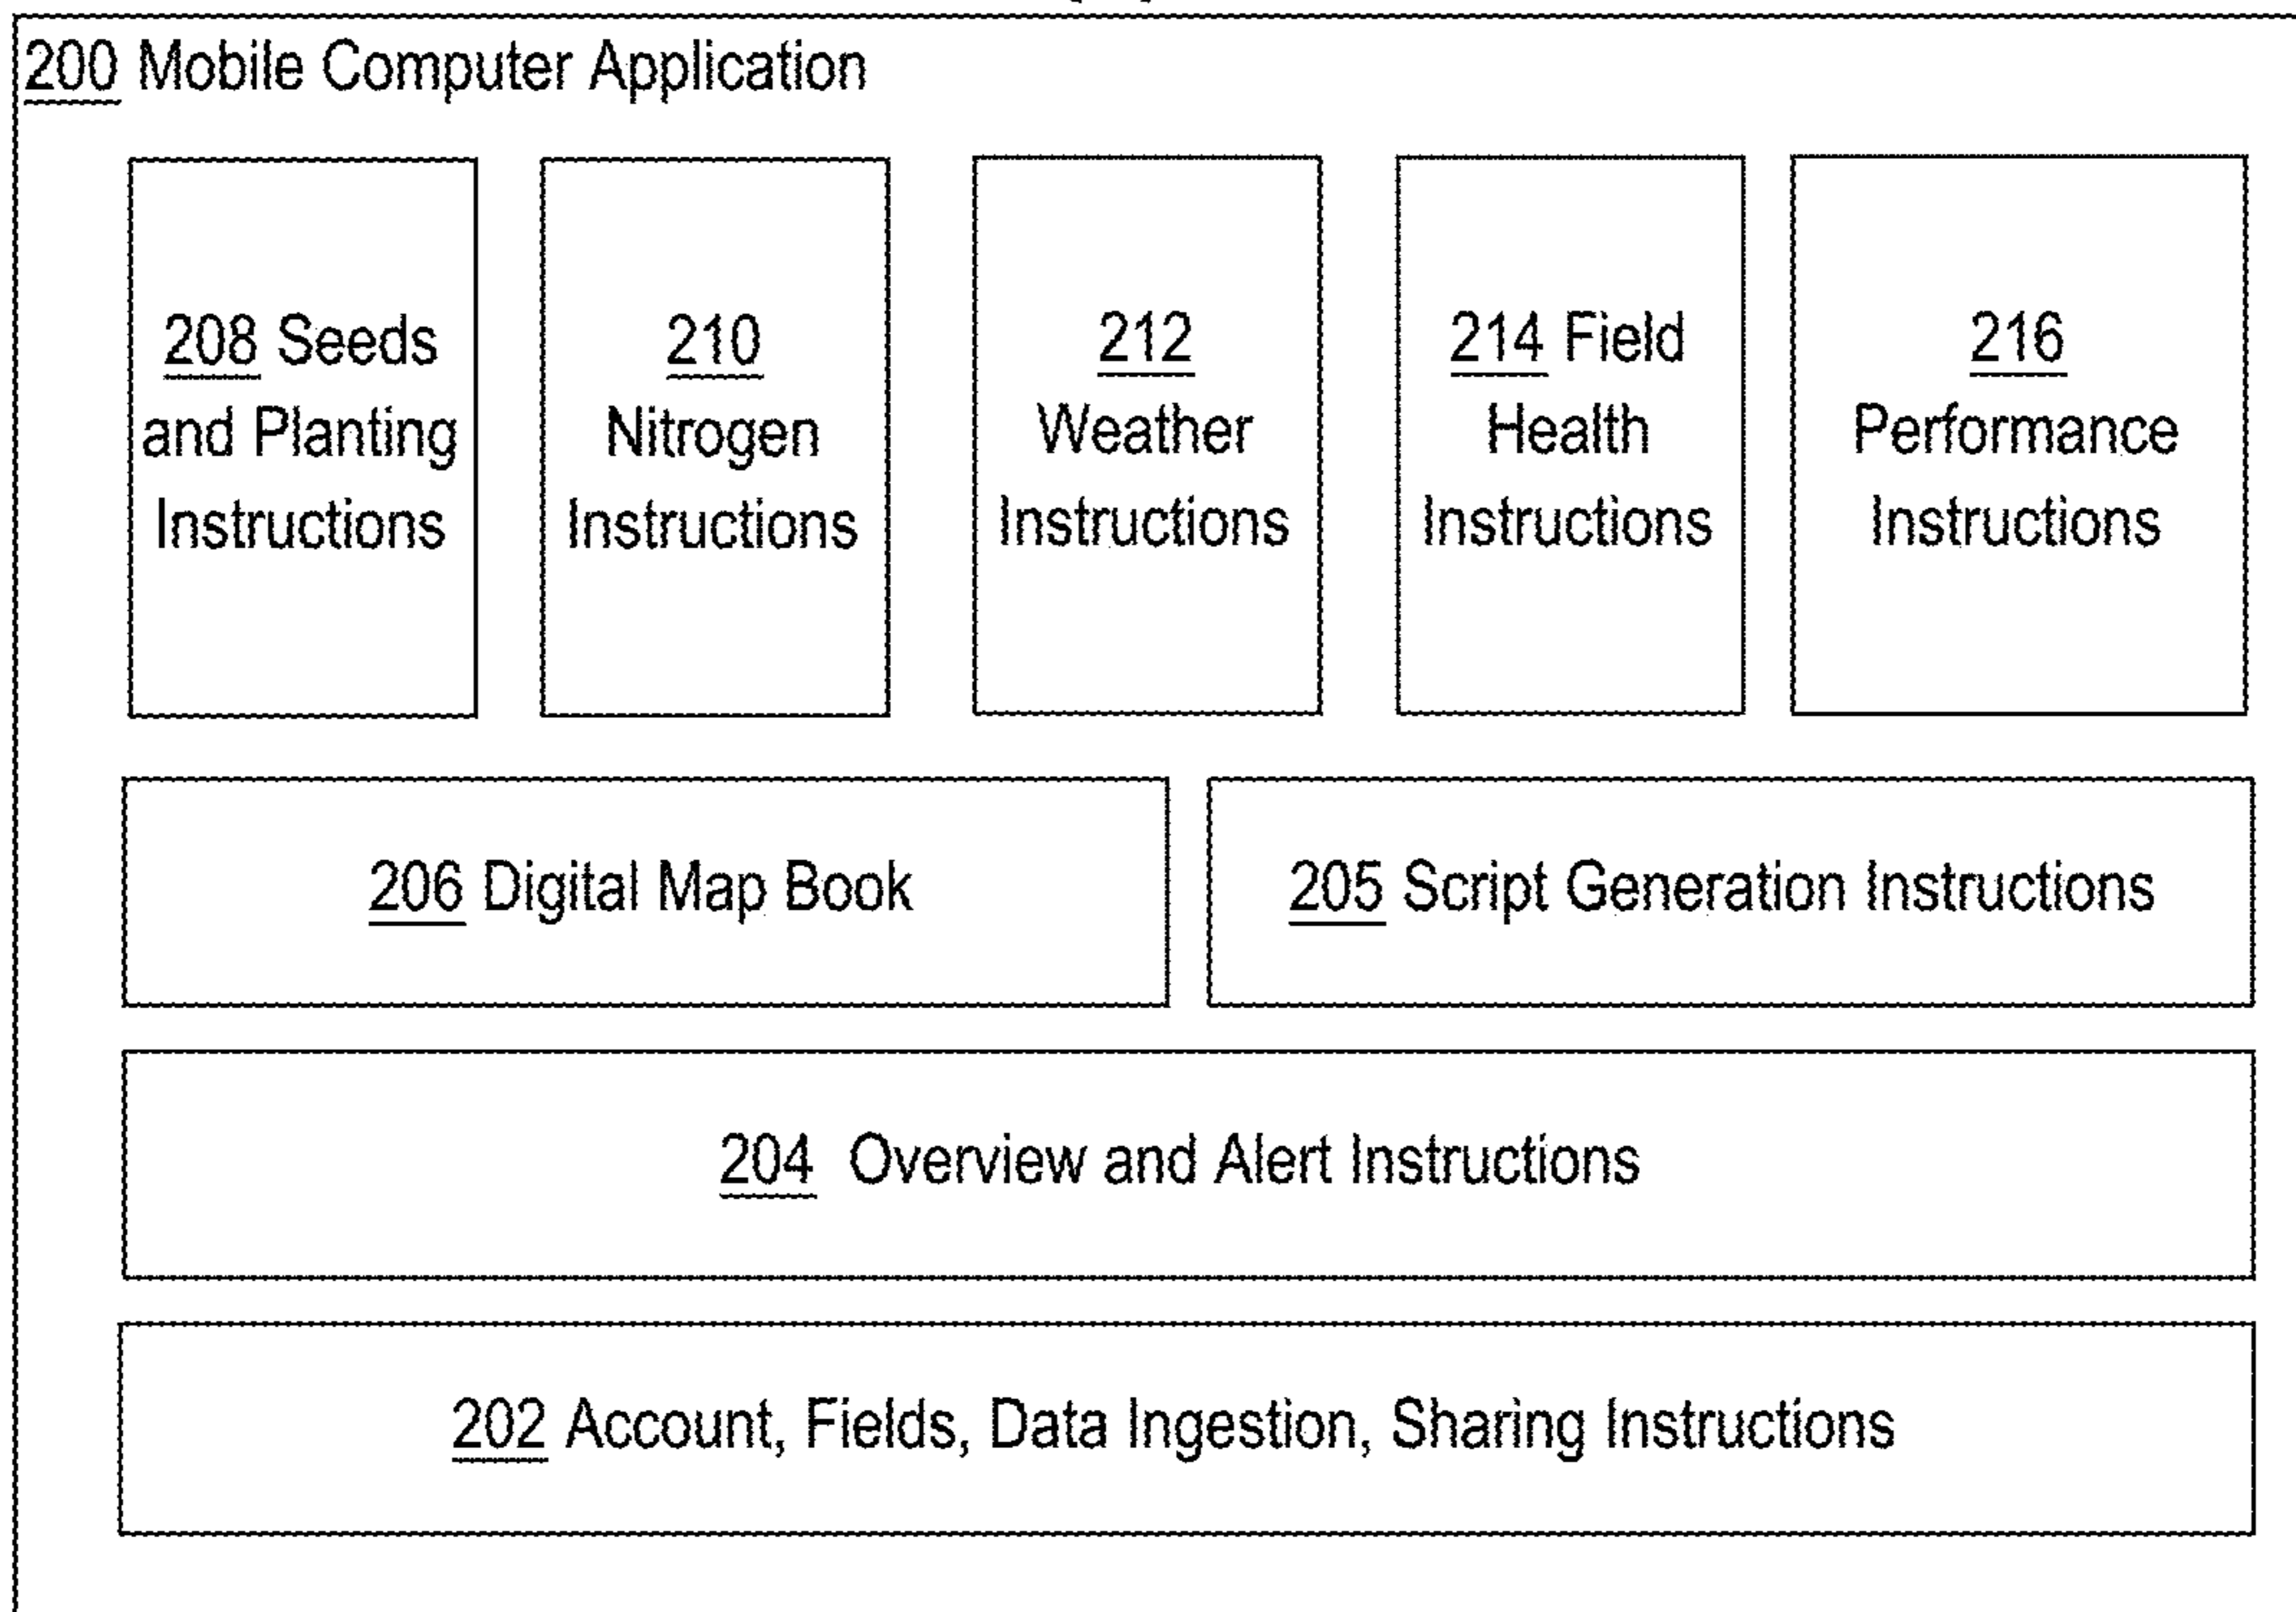 200 Mobile Computer Application
208 Seeds
and Planting
Instructions
210
Nitrogen
Instructions
212
Weather
Instructions
214 Field
Health
Instructions
216
Performance
Instructions
206 Digital Map Book
205 Script Generation Instructions
204 Overview and Alert Instructions
202 Account, Fields, Data Ingestion, Sharing Instructions